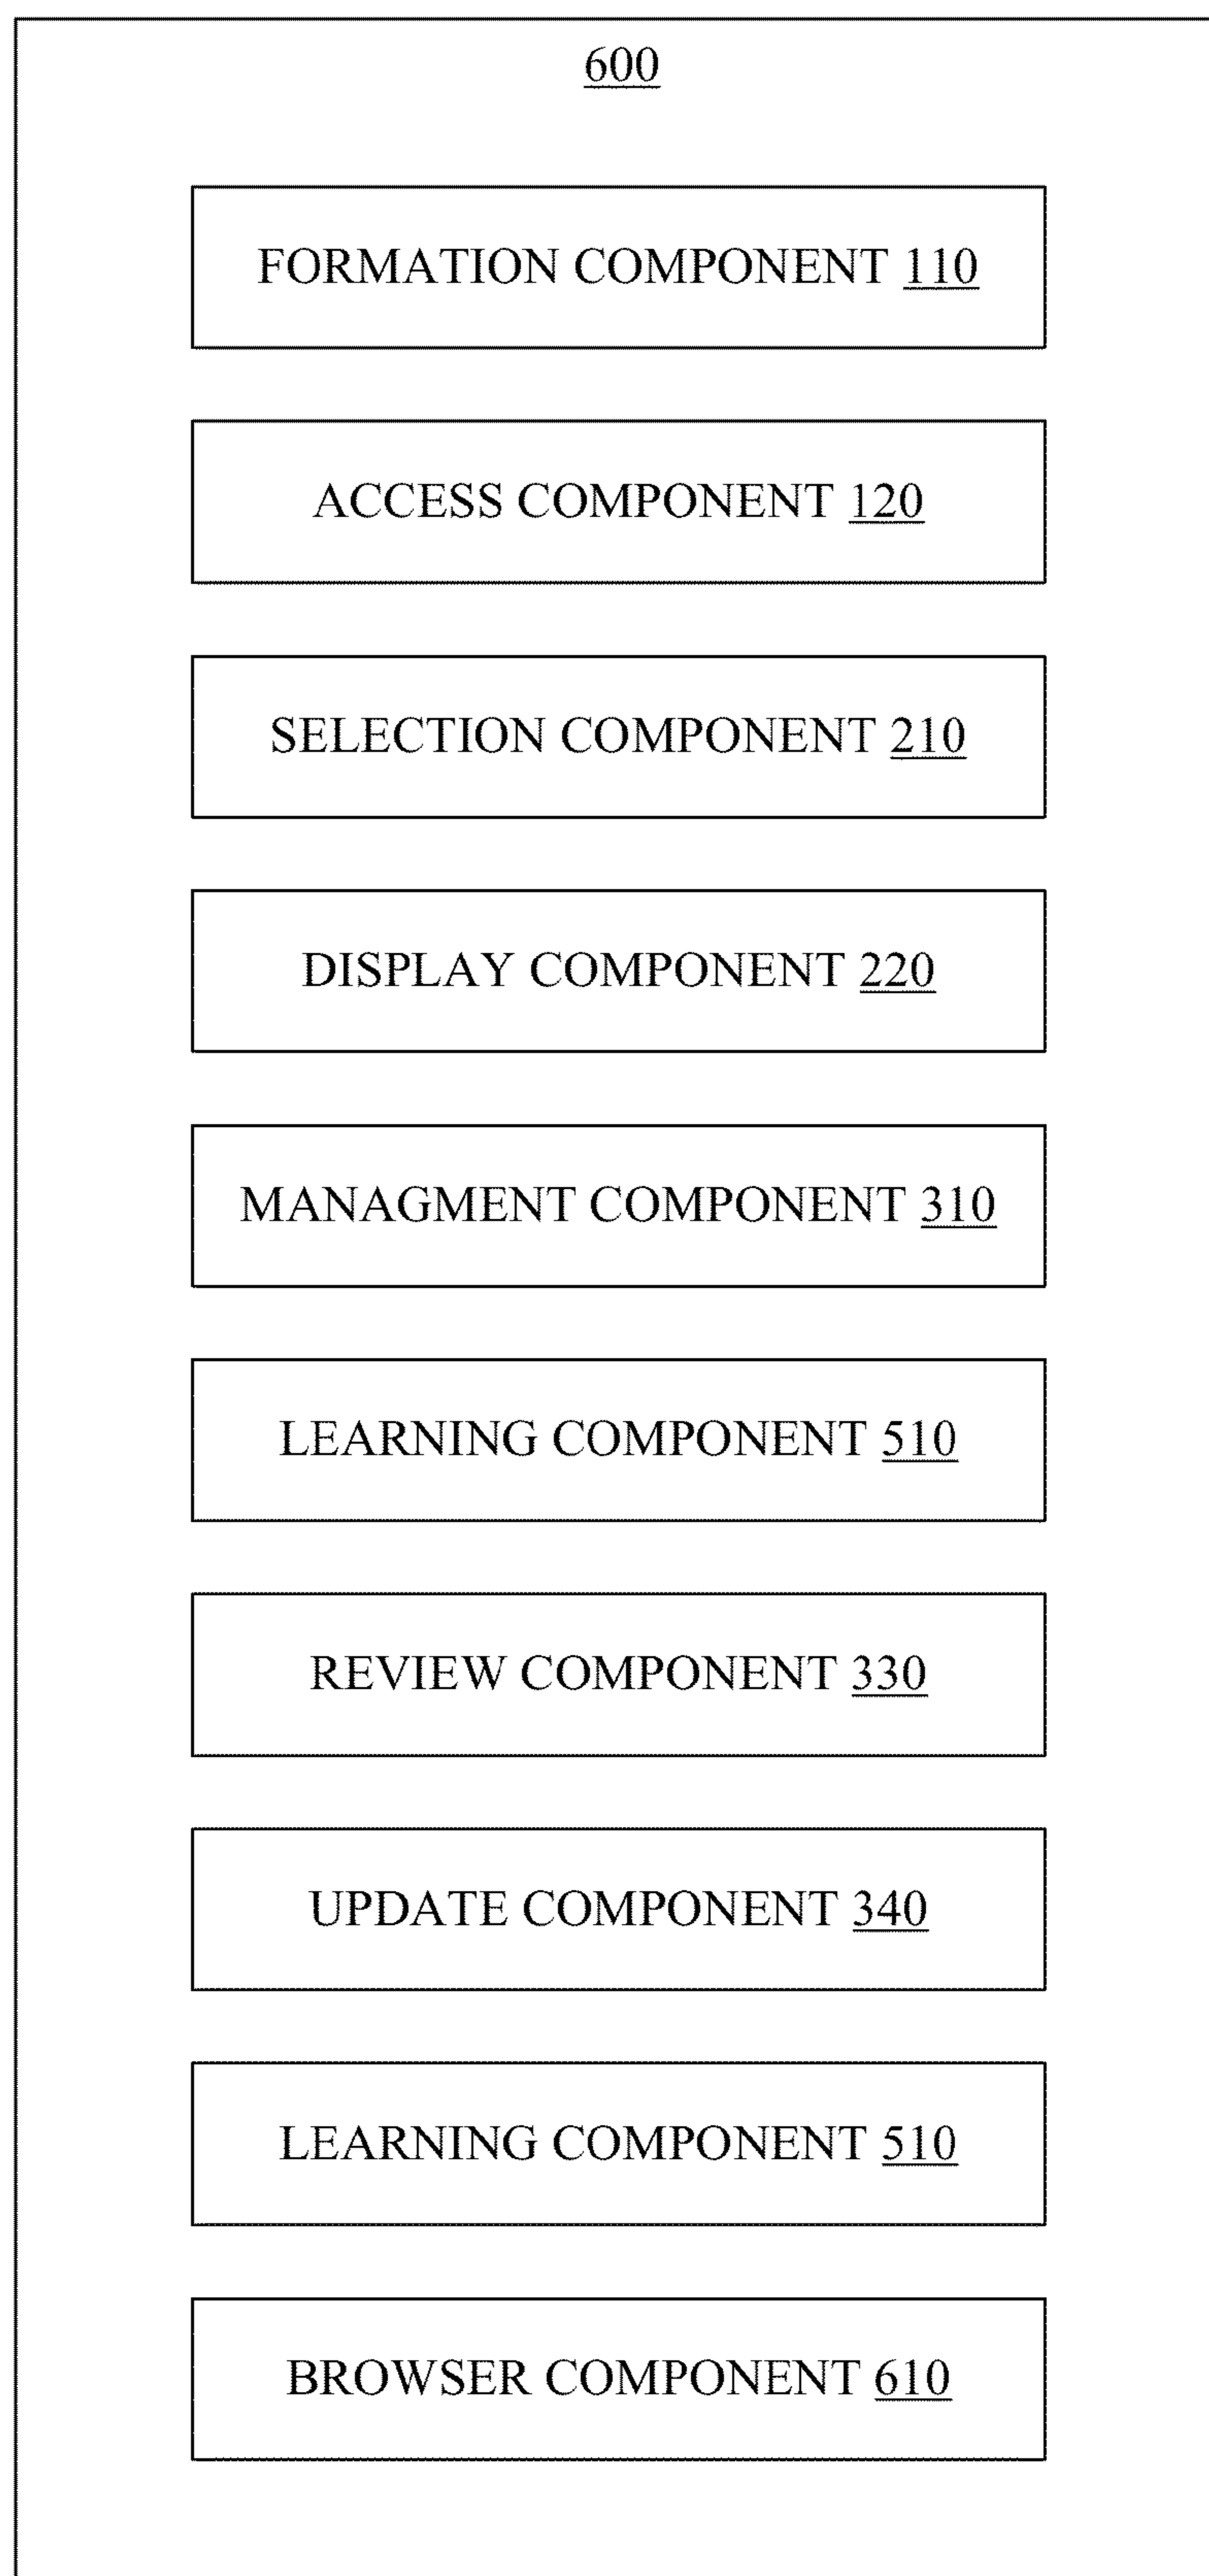 600
FORMATION COMPONENT 110
ACCESS COMPONENT 120
SELECTION COMPONENT 210
DISPLAY COMPONENT 220
MANAGMENT COMPONENT 310
LEARNING COMPONENT 510
REVIEW COMPONENT 330
UPDATE COMPONENT 340
LEARNING COMPONENT 510
BROWSER COMPONENT 610